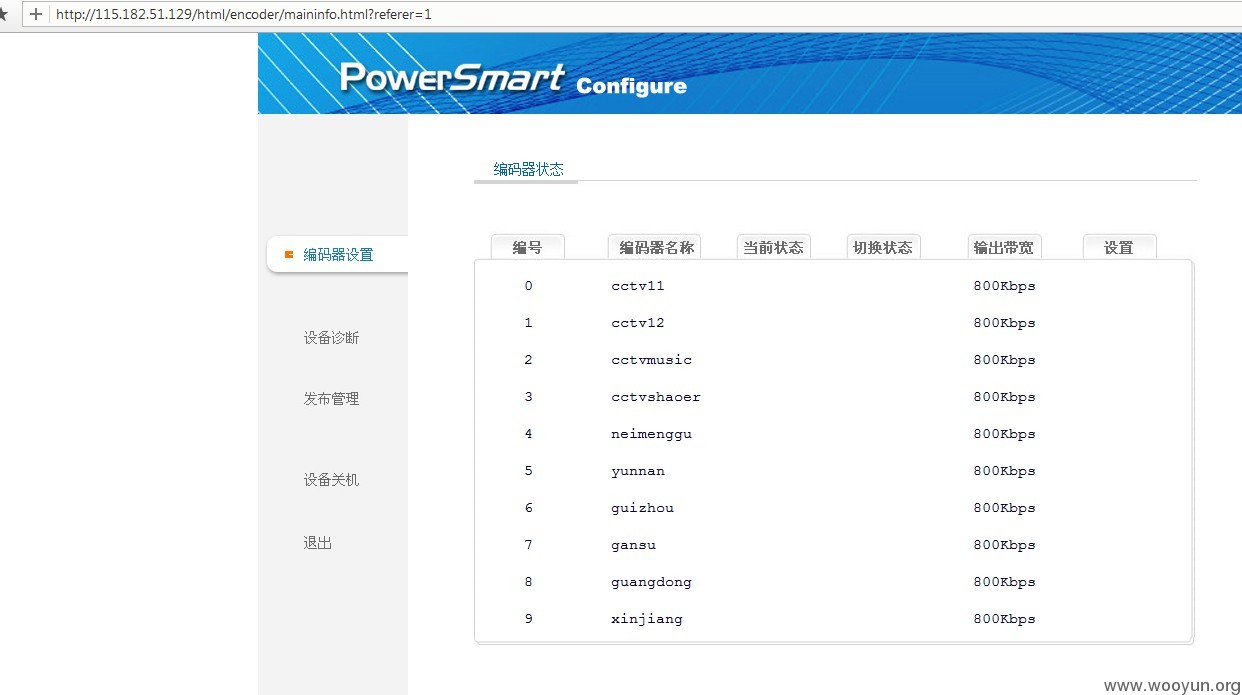 http://115.182.51.129/html/encoder/maininfo.html?referer=1
PowerSmart Configure
编码器状态
编码器设置
设备诊断
发布管理
设备关机
退出
编号 编码器名称 当前状态 切换状态 输出带宽 设置
0 cctv11 800Kbps
1 cctv12 800Kbps
2 cctvmusic 800Kbps
3 cctvshaoer 800Kbps
4 neimenggu 800Kbps
5 yunnan 800Kbps
6 guizhou 800Kbps
7 gansu 800Kbps
8 guangdong 800Kbps
9 xinjiang 800Kbps
www.wooyun.org